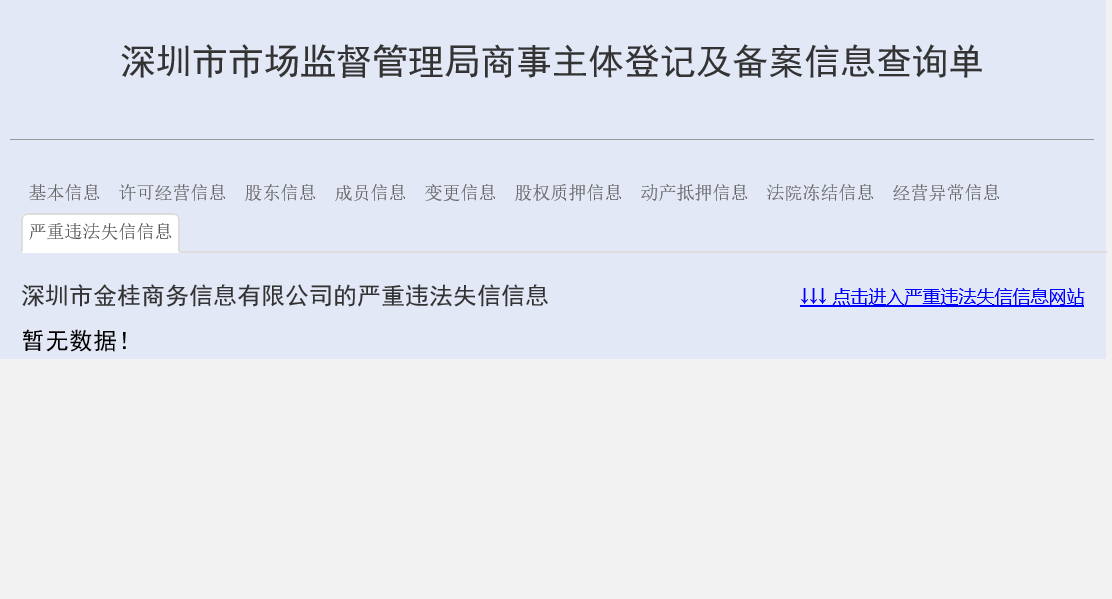 深圳市市场监督管理局商事主体登记及备案信息查询单
基本信息 许可经营信息 股东信息 成员信息 变更信息 股权质押信息 动产抵押信息 法院冻结信息 经营异常信息
严重违法失信信息
深圳市金桂商务信息有限公司的严重违法失信信息 ↓↓↓ 点击进入严重违法失信信息网站
暂无数据！